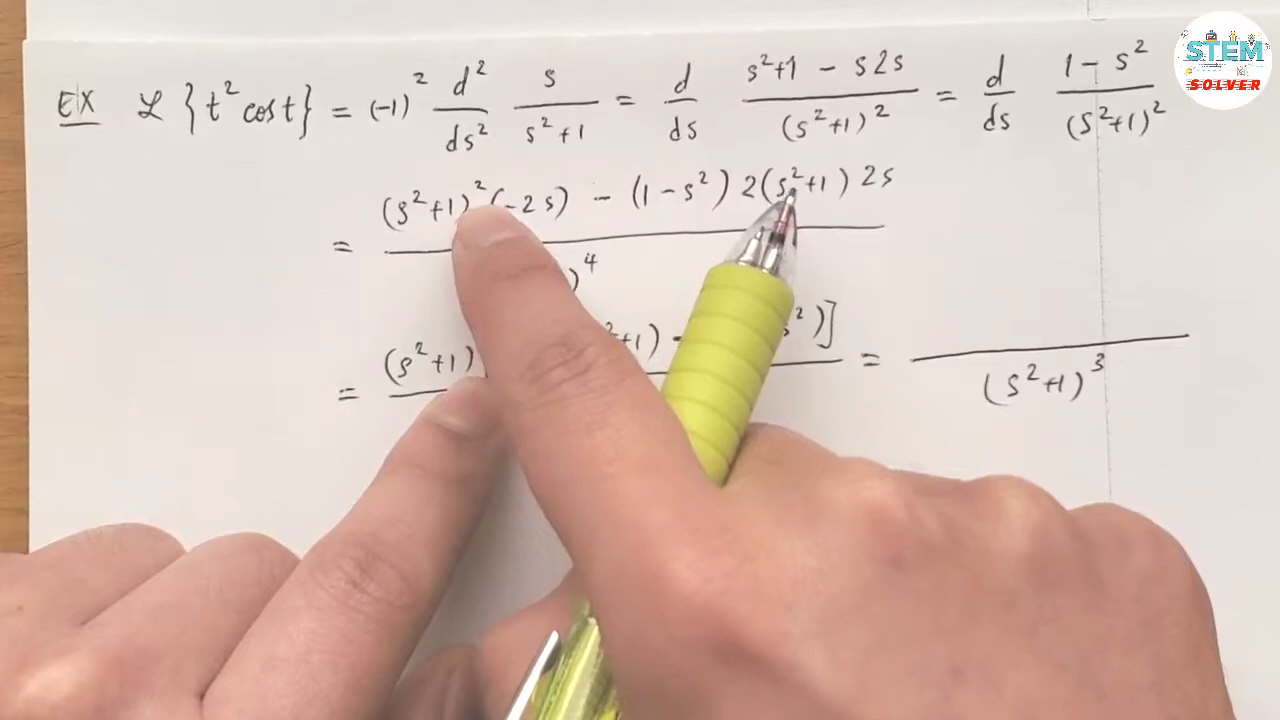 STEM
SOLVER
EX ℒ {t² cos t} = (-1)² d²/ds² s/(s²+1) = d/ds (s²+1 - s2s)/(s²+1)² = d/ds (1-s²)/(s²+1)²
= (s²+1)²(-2s) - (1-s²) 2(s²+1) 2s / )⁴
= (s²+1) +1) - ²)] = / (s²+1)³